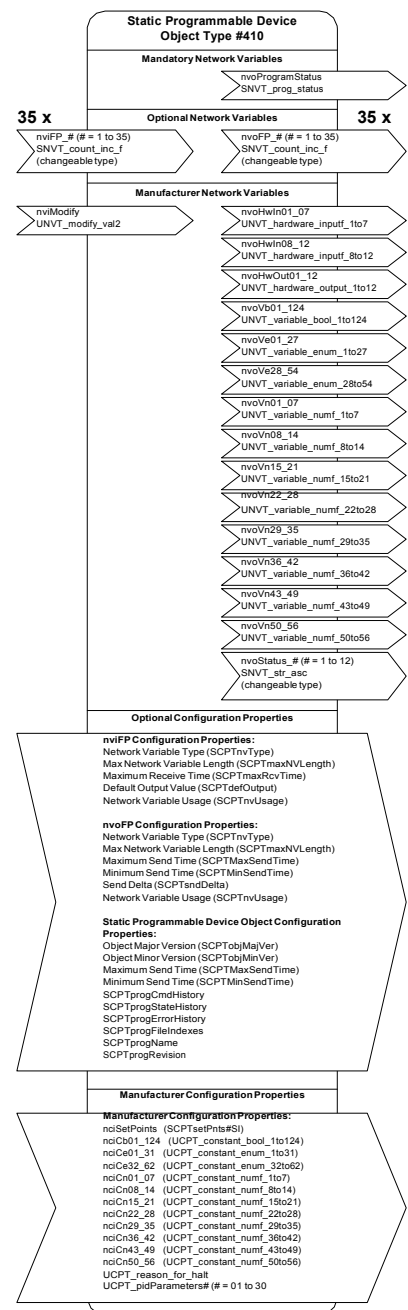 Static Programmable Device
Object Type #410
Mandatory Network Variables
nvoProgramStatus
SNVT_prog_status
35 x
Optional Network Variables
35 x
nviFP_# (# = 1 to 35)
SNVT_count_inc_f
(changeable type)
nvoFP_# (# = 1 to 35)
SNVT_count_inc_f
(changeable type)
Manufacturer Network Variables
nviModify
UNVT_modify_val2
nvoHwIn01_07
UNVT_hardware_inputf_1to7
nvoHwIn08_12
UNVT_hardware_inputf_8to12
nvoHwOut01_12
UNVT_hardware_output_1to12
nvoVb01_124
UNVT_variable_bool_1to124
nvoVe01_27
UNVT_variable_enum_1to27
nvoVe28_54
UNVT_variable_enum_28to54
nvoVn01_07
UNVT_variable_numf_1to7
nvoVn08_14
UNVT_variable_numf_8to14
nvoVn15_21
UNVT_variable_numf_15to21
nvoVn22_28
UNVT_variable_numf_22to28
nvoVn29_35
UNVT_variable_numf_29to35
nvoVn36_42
UNVT_variable_numf_36to42
nvoVn43_49
UNVT_variable_numf_43to49
nvoVn50_56
UNVT_variable_numf_50to56
nvoStatus_# (# = 1 to 12)
SNVT_str_asc
(changeable type)
Optional Configuration Properties
nviFP Configuration Properties:
Network Variable Type (SCPTnvType)
Max Network Variable Length (SCPTmaxNVLength)
Maximum Receive Time (SCPTmaxRcvTime)
Default Output Value (SCPTdefOutput)
Network Variable Usage (SCPTnvUsage)
nvoFP Configuration Properties:
Network Variable Type (SCPTnvType)
Max Network Variable Length (SCPTmaxNVLength)
Maximum Send Time (SCPTMaxSendTime)
Minimum Send Time (SCPTMinSendTime)
Send Delta (SCPTsndDelta)
Network Variable Usage (SCPTnvUsage)
Static Programmable Device Object Configuration
Properties:
Object Major Version (SCPTobjMajVer)
Object Minor Version (SCPTobjMinVer)
Maximum Send Time (SCPTMaxSendTime)
Minimum Send Time (SCPTMinSendTime)
SCPTprogCmdHistory
SCPTprogStateHistory
SCPTprogErrorHistory
SCPTprogFileIndexes
SCPTprogName
SCPTprogRevision
Manufacturer Configuration Properties
Manufacturer Configuration Properties:
nciSetPoints (SCPTsetPnts#SI)
nciCb01_124 (UCPT_constant_bool_1to124)
nciCe01_31 (UCPT_constant_enum_1to31)
nciCe32_62 (UCPT_constant_enum_32to62)
nciCn01_07 (UCPT_constant_numf_1to7)
nciCn08_14 (UCPT_constant_numf_8to14)
nciCn15_21 (UCPT_constant_numf_15to21)
nciCn22_28 (UCPT_constant_numf_22to28)
nciCn29_35 (UCPT_constant_numf_29to35)
nciCn36_42 (UCPT_constant_numf_36to42)
nciCn43_49 (UCPT_constant_numf_43to49)
nciCn50_56 (UCPT_constant_numf_50to56)
UCPT_reason_for_halt
UCPT_pidParameters# (# = 01 to 30